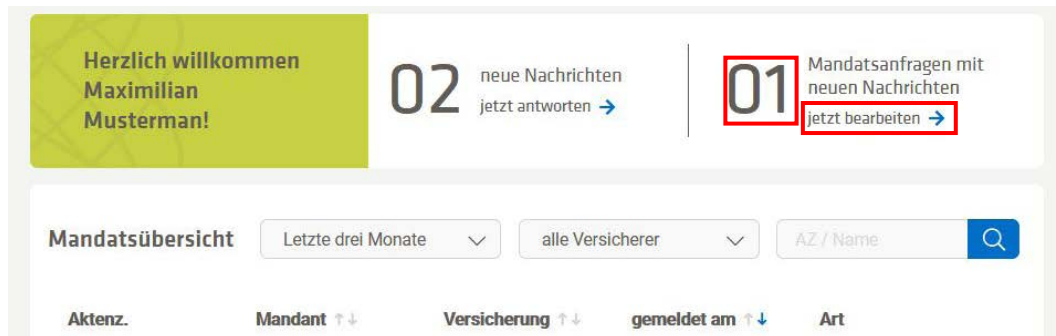 Herzlich willkommen
Maximilian
Musterman!
02
neue Nachrichten
jetzt antworten →
01
Mandatsanfragen mit
neuen Nachrichten
jetzt bearbeiten →
Mandatsübersicht
Letzte drei Monate
alle Versicherer
AZ / Name
Aktenz. Mandant ↑↓ Versicherung ↑↓ gemeldet am ↑↓ Art